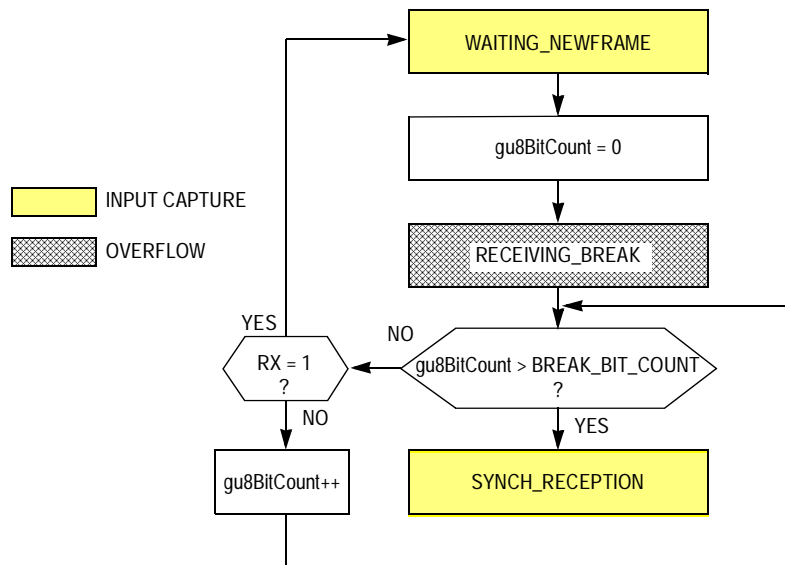 WAITING_NEWFRAME
gu8BitCount = 0
INPUT CAPTURE
OVERFLOW
RECEIVING_BREAK
YES
NO
RX = 1
?
gu8BitCount > BREAK_BIT_COUNT
?
NO
YES
gu8BitCount++
SYNCH_RECEPTION